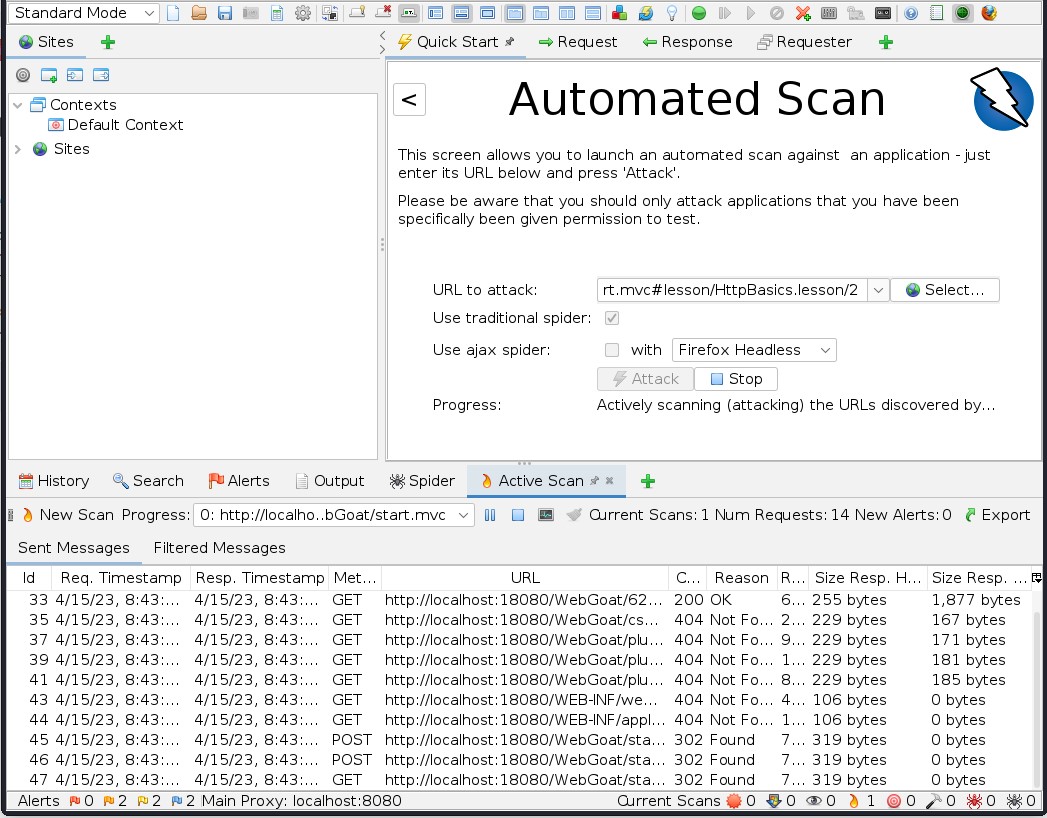 Standard Mode
Sites
Quick Start Request Response Requester
Contexts
Default Context
Sites
<
Automated Scan
This screen allows you to launch an automated scan against an application - just
enter its URL below and press 'Attack'.
Please be aware that you should only attack applications that you have been
specifically been given permission to test.
URL to attack: rt.mvc#lesson/HttpBasics.lesson/2 Select...
Use traditional spider:
Use ajax spider: with Firefox Headless
Attack Stop
Progress: Actively scanning (attacking) the URLs discovered by...
History Search Alerts Output Spider Active Scan
New Scan Progress: 0: http://localho..bGoat/start.mvc Current Scans: 1 Num Requests: 14 New Alerts: 0 Export
Sent Messages Filtered Messages
Id Req. Timestamp Resp. Timestamp Met... URL C... Reason R... Size Resp. H... Size Resp. ...
33 4/15/23, 8:43:... 4/15/23, 8:43:... GET http://localhost:18080/WebGoat/62... 200 OK 6... 255 bytes 1,877 bytes
35 4/15/23, 8:43:... 4/15/23, 8:43:... GET http://localhost:18080/WebGoat/cs... 404 Not Fo... 2... 229 bytes 167 bytes
37 4/15/23, 8:43:... 4/15/23, 8:43:... GET http://localhost:18080/WebGoat/plu... 404 Not Fo... 9... 229 bytes 171 bytes
39 4/15/23, 8:43:... 4/15/23, 8:43:... GET http://localhost:18080/WebGoat/plu... 404 Not Fo... 1... 229 bytes 181 bytes
41 4/15/23, 8:43:... 4/15/23, 8:43:... GET http://localhost:18080/WebGoat/plu... 404 Not Fo... 8... 229 bytes 185 bytes
43 4/15/23, 8:43:... 4/15/23, 8:43:... GET http://localhost:18080/WEB-INF/we... 404 Not Fo... 4... 106 bytes 0 bytes
44 4/15/23, 8:43:... 4/15/23, 8:43:... GET http://localhost:18080/WEB-INF/appl... 404 Not Fo... 1... 106 bytes 0 bytes
45 4/15/23, 8:43:... 4/15/23, 8:43:... POST http://localhost:18080/WebGoat/sta... 302 Found 7... 319 bytes 0 bytes
46 4/15/23, 8:43:... 4/15/23, 8:43:... POST http://localhost:18080/WebGoat/sta... 302 Found 7... 319 bytes 0 bytes
47 4/15/23, 8:43:... 4/15/23, 8:43:... GET http://localhost:18080/WebGoat/sta... 302 Found 7... 319 bytes 0 bytes
Alerts 0 2 2 2 Main Proxy: localhost:8080 Current Scans 0 0 0 1 0 0 0 0